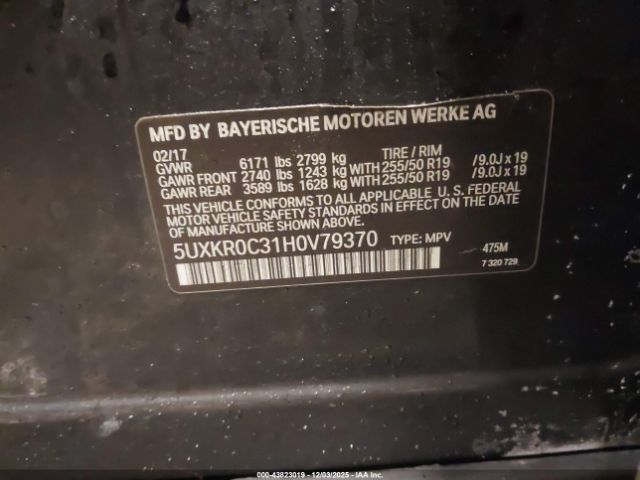 MFD BY BAYERISCHE MOTOREN WERKE AG
02/17 TIRE / RIM
GVWR 6171 lbs 2799 kg
GAWR FRONT 2740 lbs 1243 kg WITH 255/50 R19 /9.0J x 19
GAWR REAR 3589 lbs 1628 kg WITH 255/50 R19 /9.0J x 19
THIS VEHICLE CONFORMS TO ALL APPLICABLE U. S. FEDERAL
MOTOR VEHICLE SAFETY STANDARDS IN EFFECT ON THE DATE
OF MANUFACTURE SHOWN ABOVE.
5UXKR0C31H0V79370 TYPE: MPV 475M
7 320 729
000-43823019 - 12/03/2025 - IAA, Inc.